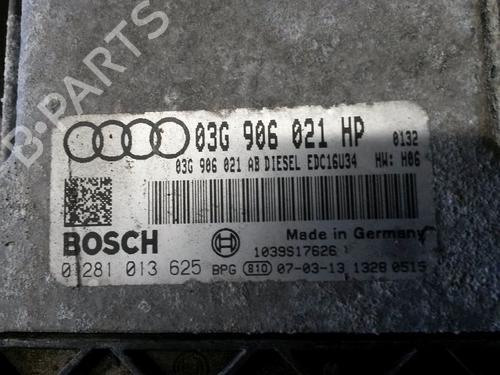 03G 906 021 HP 0132
03G 906 021 AB DIESEL EDC16U34 HW: H06
BOSCH
Made in Germany
1039S17626
0 281 013 625 BPG 810 07-03-13 1328 0515
B-PARTS